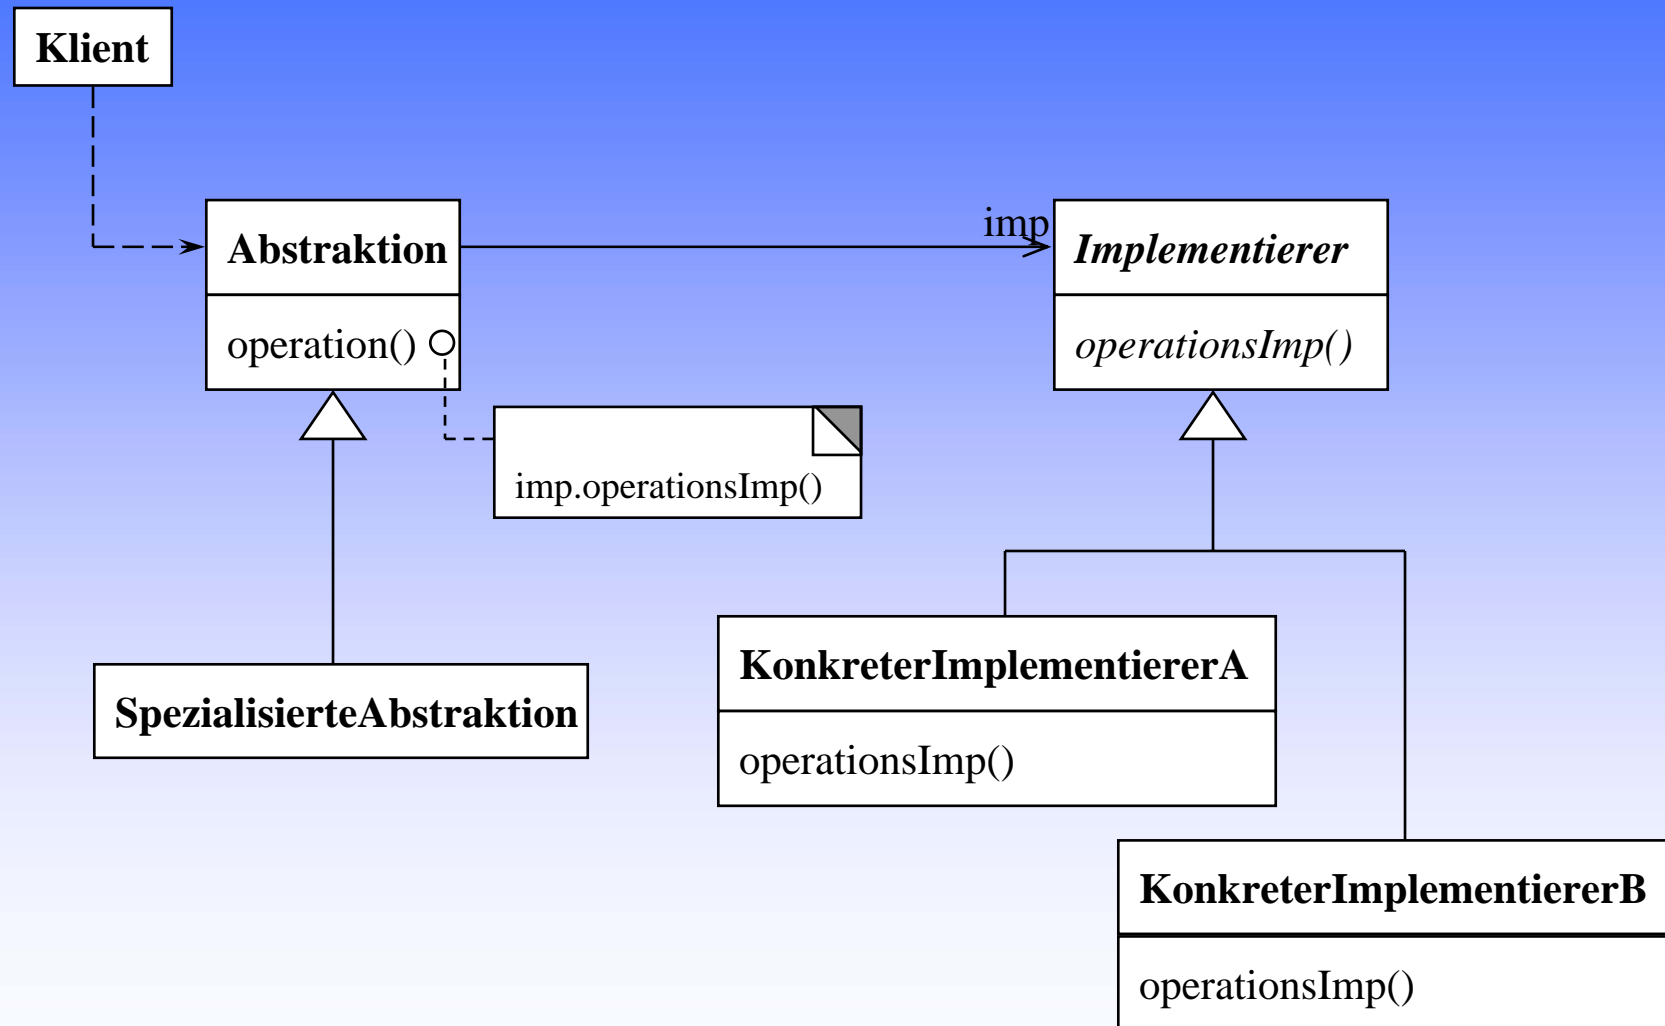 Klient
Abstraktion
operation()
imp
Implementierer
operationsImp()
imp.operationsImp()
SpezialisierteAbstraktion
KonkreterImplementiererA
operationsImp()
KonkreterImplementiererB
operationsImp()